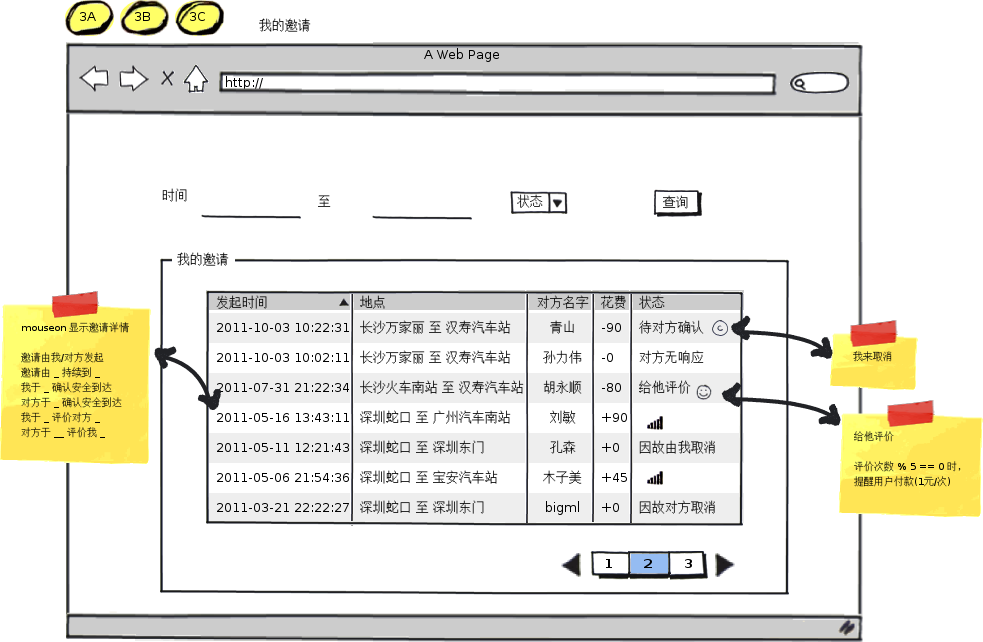 3A 3B 3C
我的邀请
A Web Page
http://
时间 至 状态 查询
我的邀请
发起时间 地点 对方名字 花费 状态
2011-10-03 10:22:31 长沙万家丽 至 汉寿汽车站 青山 -90 待对方确认
2011-10-03 10:02:11 长沙万家丽 至 汉寿汽车站 孙力伟 -0 对方无响应
2011-07-31 21:22:34 长沙火车南站 至 汉寿汽车站 胡永顺 -80 给他评价
2011-05-16 13:43:11 深圳蛇口 至 广州汽车南站 刘敏 +90
2011-05-11 12:21:43 深圳蛇口 至 深圳东门 孔森 +0 因故由我取消
2011-05-06 21:54:36 深圳蛇口 至 宝安汽车站 木子美 +45
2011-03-21 22:22:27 深圳蛇口 至 深圳东门 bigml +0 因故对方取消
1 2 3
mouseon 显示邀请详情
邀请由我/对方发起
邀请由 _ 持续到 _
我于 _ 确认安全到达
对方于 _ 确认安全到达
我于 _ 评价对方 _
对方于 __ 评价我 _
我来取消
给他评价
评价次数 % 5 == 0 时，
提醒用户付款(1元/次)